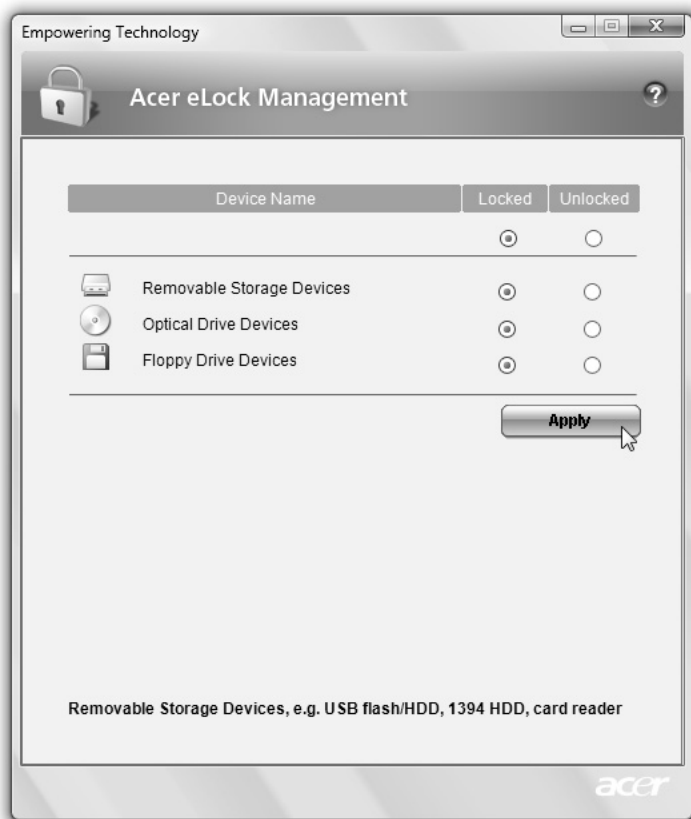 Empowering Technology
Acer eLock Management
?
Device Name Locked Unlocked
Removable Storage Devices
Optical Drive Devices
Floppy Drive Devices
Apply
Removable Storage Devices, e.g. USB flash/HDD, 1394 HDD, card reader
acer